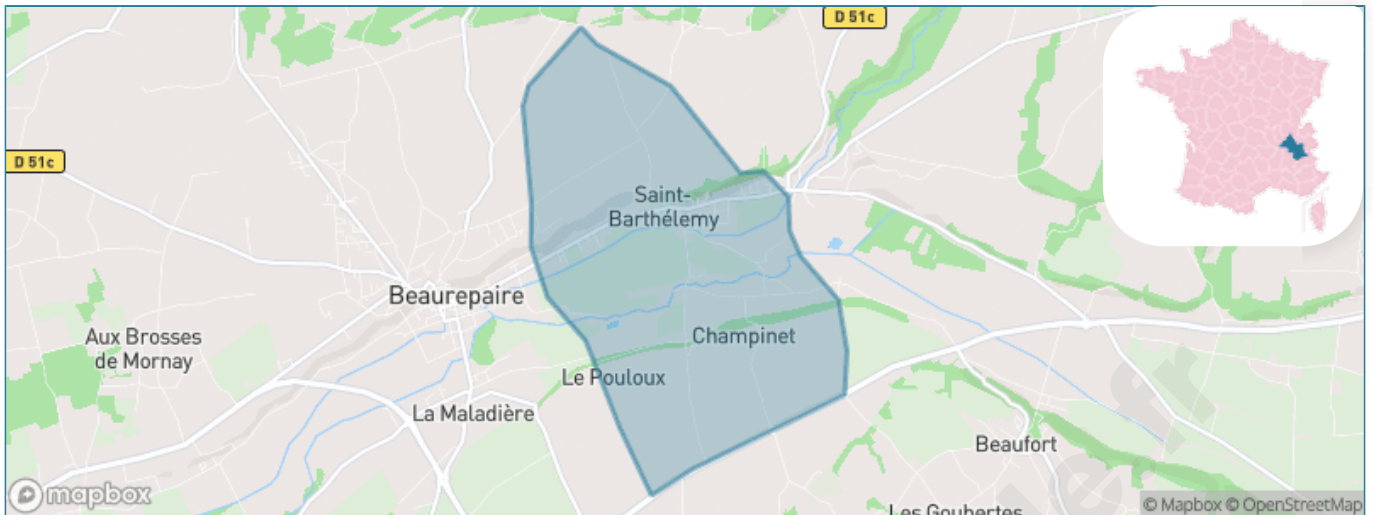 D 51c
D 51c
Saint-
Barthélemy
Beaurepaire
Aux Brosses
de Mornay
Champinet
Le Pouloux
La Maladière
Beaufort
Les Goubertes
mapbox
© Mapbox © OpenStreetMap